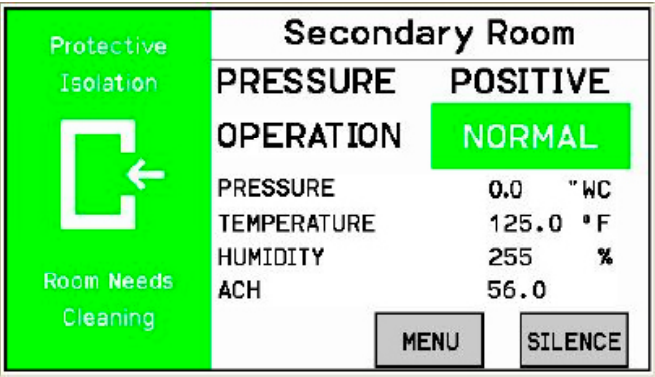 Protective
Isolation
Room Needs
Cleaning
Secondary Room
PRESSURE POSITIVE
OPERATION NORMAL
PRESSURE 0.0 "WC
TEMPERATURE 125.0 °F
HUMIDITY 255 %
ACH 56.0
MENU SILENCE